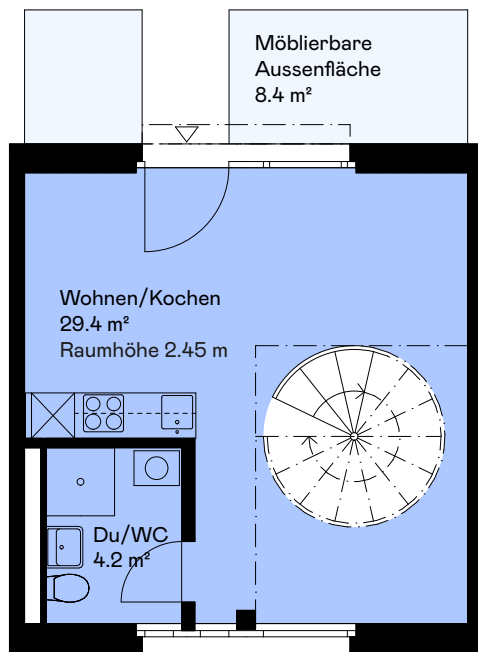 Möblierbare
Aussenfläche
8.4 m²
Wohnen/Kochen
29.4 m²
Raumhöhe 2.45 m
Du/WC
4.2 m²